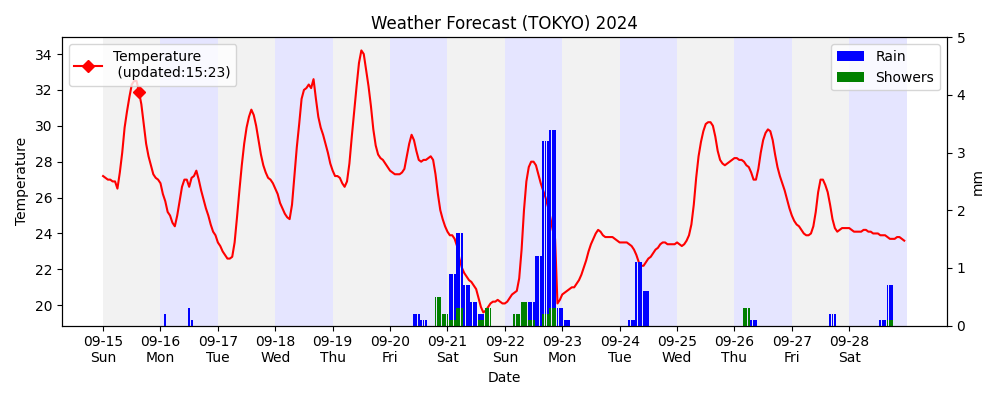 Weather Forecast (TOKYO) 2024
Temperature
(updated:15:23)
Rain
Showers
34
32
30
28
26
24
22
20
Temperature
5
4
3
2
1
0
mm
09-15 09-16 09-17 09-18 09-19 09-20 09-21 09-22 09-23 09-24 09-25 09-26 09-27 09-28
Sun Mon Tue Wed Thu Fri Sat Sun Mon Tue Wed Thu Fri Sat
Date